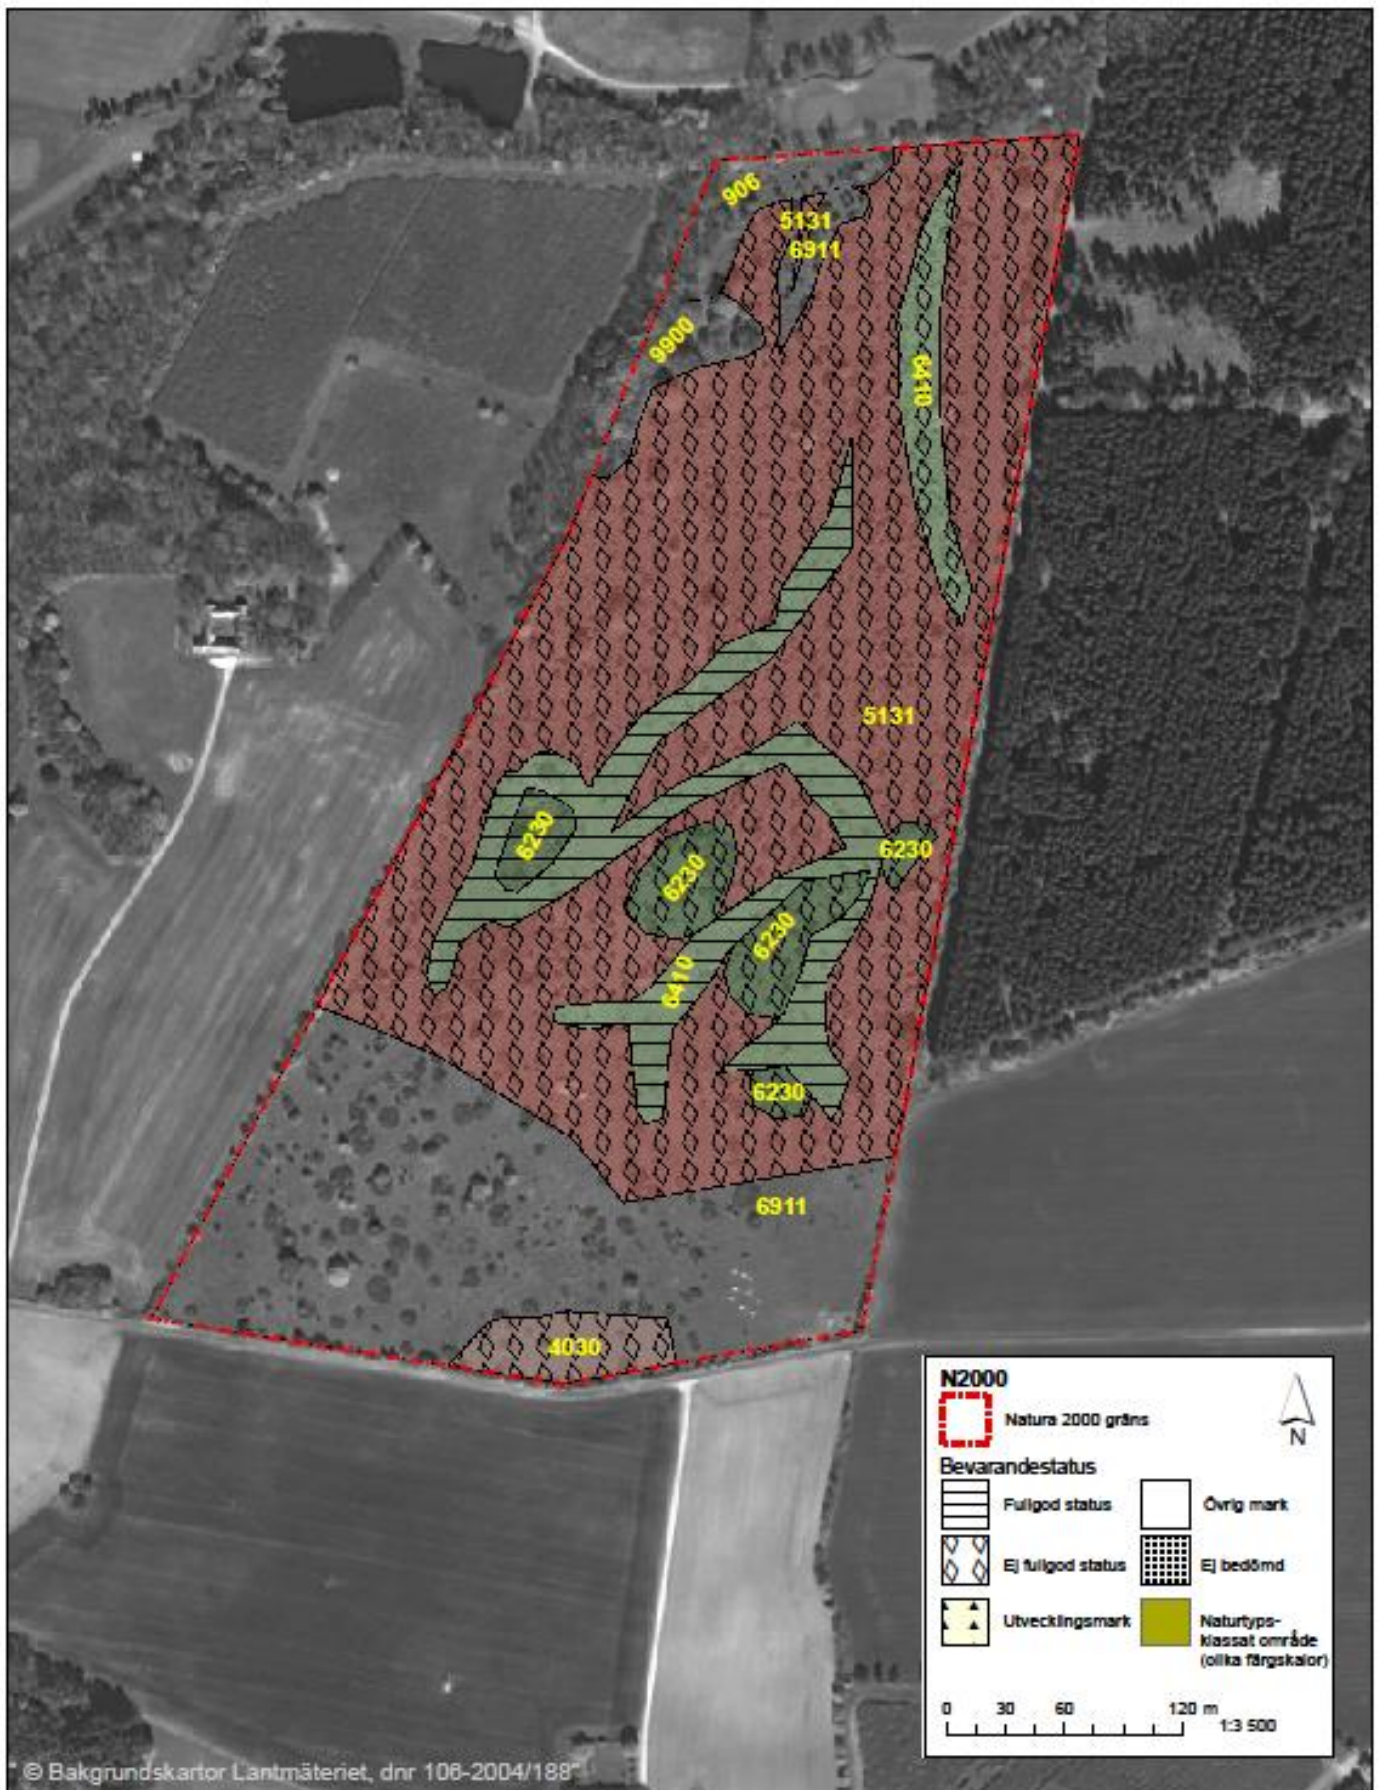 906
5131
6911
9900
6410
5131
6230
6230
6230
6230
6410
6230
6911
4030
N2000
Natura 2000 gräns
N
Bevarandestatus
Fullgod status
Övrig mark
Ej fullgod status
Ej bedömd
Utvecklingsmark
Naturtyps-
klassat område
(olika färgskalor)
0 30 60 120 m
1:3 500
" © Bakgrundskartor Lantmäteriet, dnr 106-2004/188"